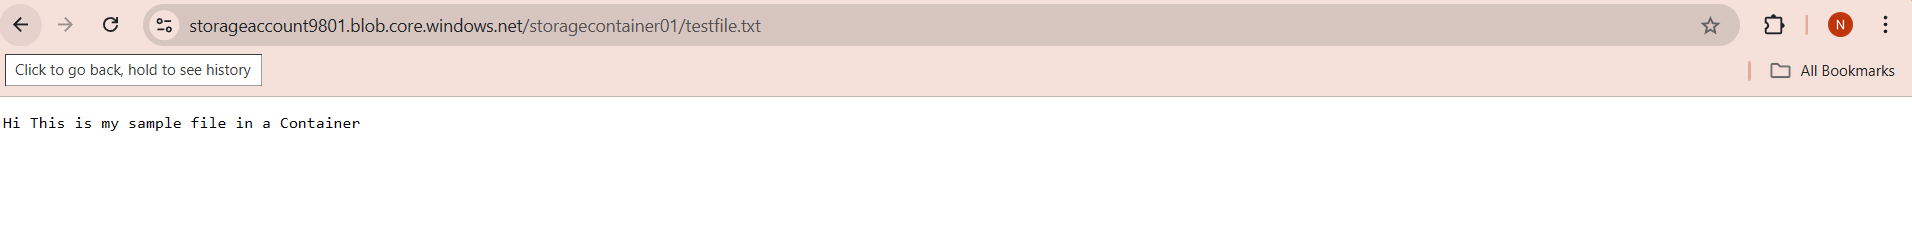 storageaccount9801.blob.core.windows.net/storagecontainer01/testfile.txt
N
Click to go back, hold to see history
All Bookmarks
Hi This is my sample file in a Container